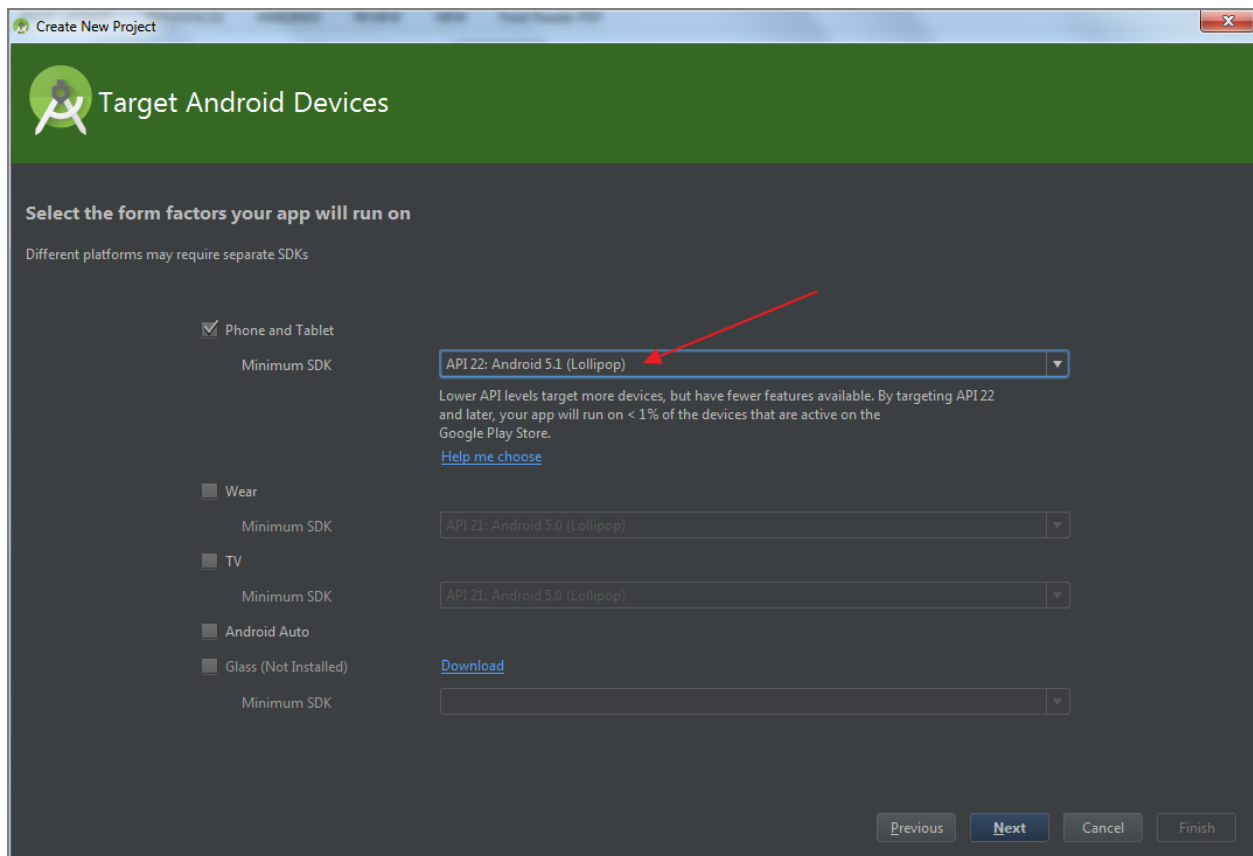 Create New Project
Target Android Devices
Select the form factors your app will run on
Different platforms may require separate SDKs
Phone and Tablet
Minimum SDK
API 22: Android 5.1 (Lollipop)
Lower API levels target more devices, but have fewer features available. By targeting API 22
and later, your app will run on < 1% of the devices that are active on the
Google Play Store.
Help me choose
Wear
Minimum SDK
API 21: Android 5.0 (Lollipop)
TV
Minimum SDK
API 21: Android 5.0 (Lollipop)
Android Auto
Glass (Not Installed)
Download
Minimum SDK
Previous
Next
Cancel
Finish